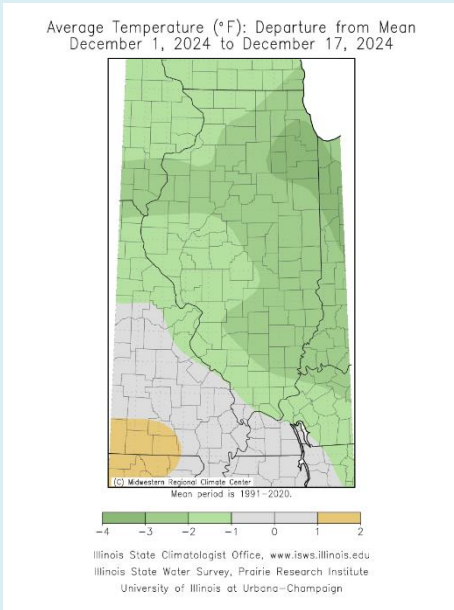 Average Temperature (°F): Departure from Mean
December 1, 2024 to December 17, 2024
(C) Midwestern Regional Climate Center
Mean period is 1991-2020.
-4 -3 -2 -1 0 1 2
Illinois State Climatologist Office, www.isws.illinois.edu
Illinois State Water Survey, Prairie Research Institute
University of Illinois at Urbana-Champaign